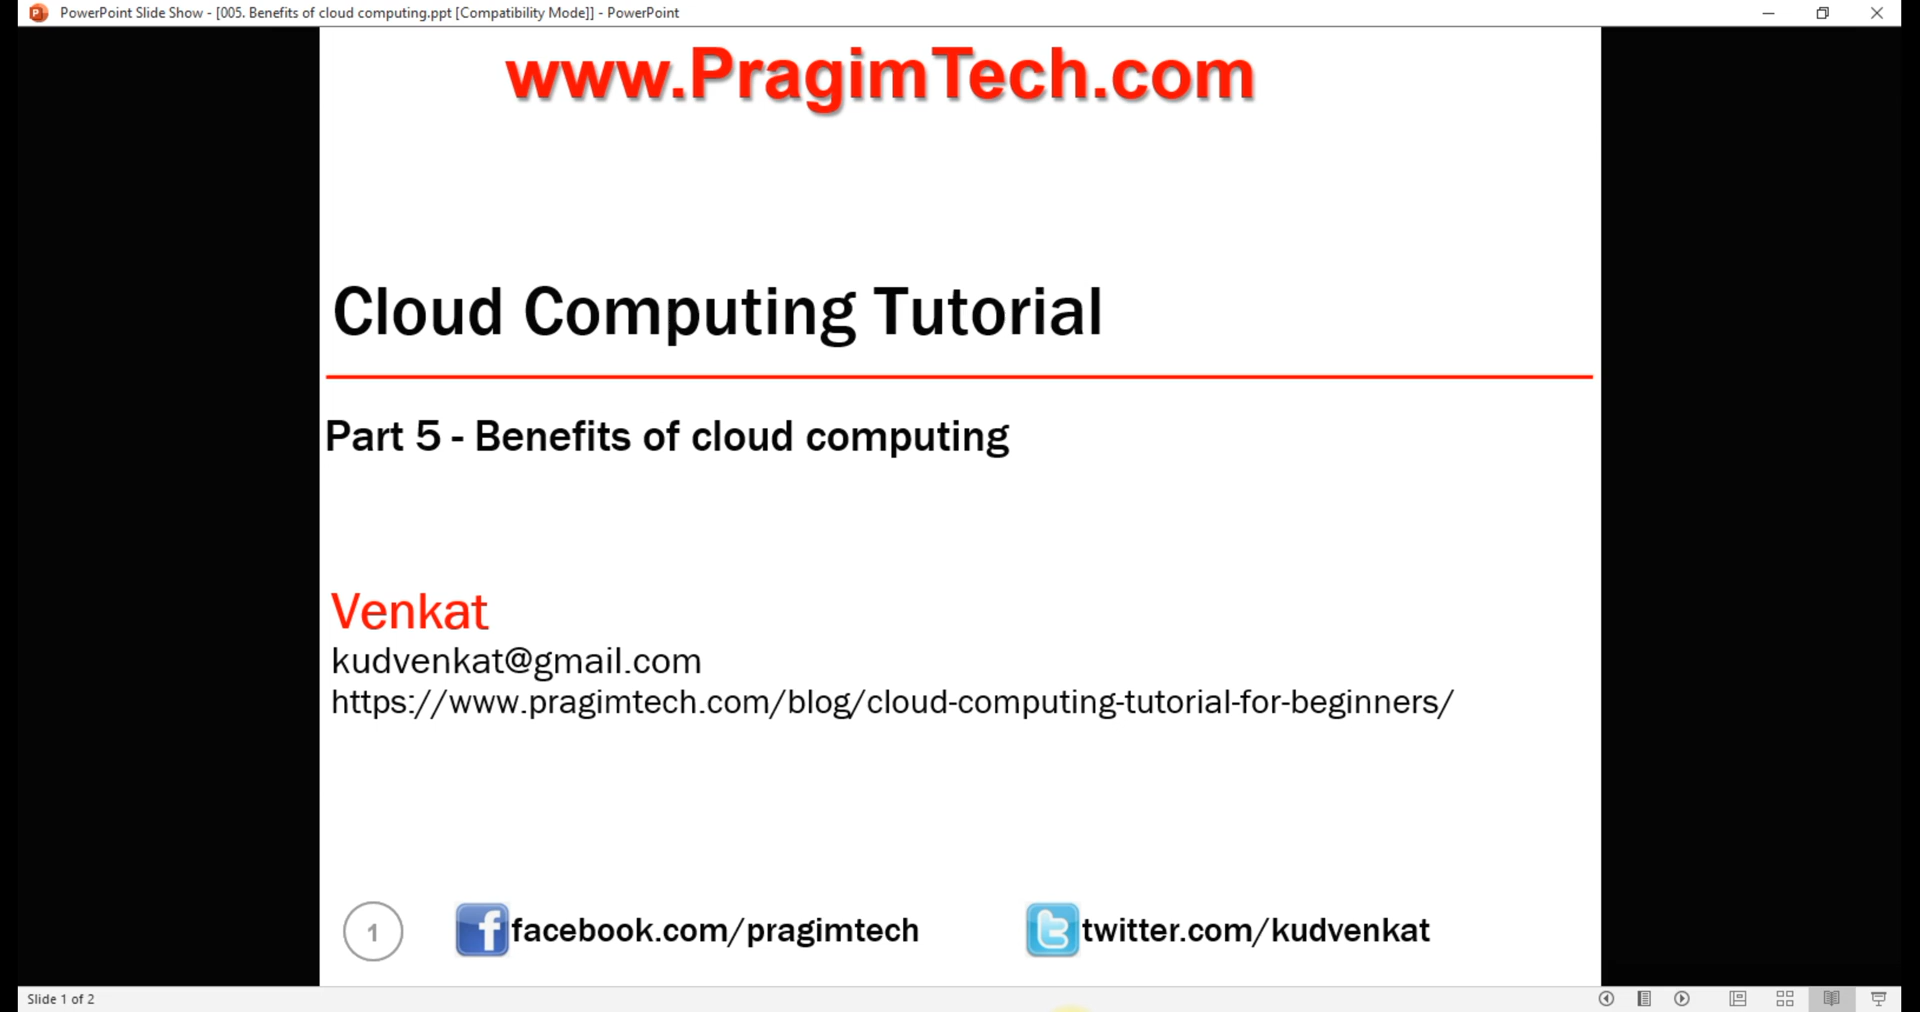 PowerPoint Slide Show - [005. Benefits of cloud computing.ppt [Compatibility Mode]] - PowerPoint
www.PragimTech.com
Cloud Computing Tutorial
Part 5 - Benefits of cloud computing
Venkat
kudvenkat@gmail.com
https://www.pragimtech.com/blog/cloud-computing-tutorial-for-beginners/
1 facebook.com/pragimtech twitter.com/kudvenkat
Slide 1 of 2